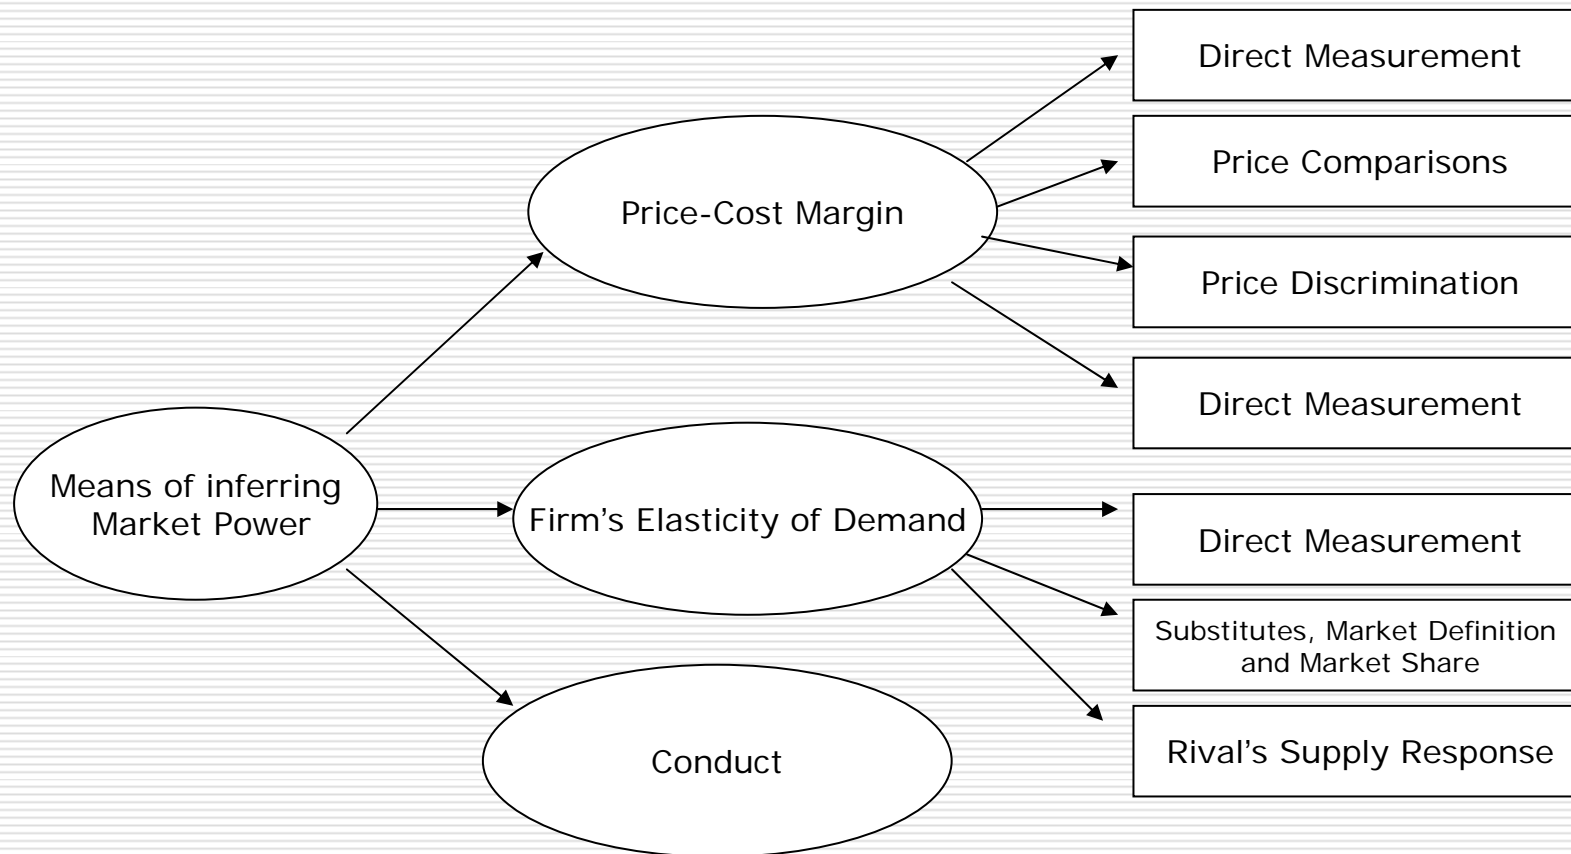 Direct Measurement
Price Comparisons
Price-Cost Margin
Price Discrimination
Direct Measurement
Means of inferring
Market Power
Firm’s Elasticity of Demand
Direct Measurement
Substitutes, Market Definition
and Market Share
Rival’s Supply Response
Conduct